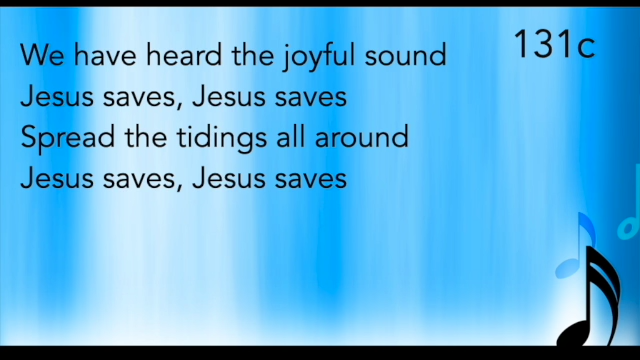 We have heard the joyful sound
131c
Jesus saves, Jesus saves
Spread the tidings all around
Jesus saves, Jesus saves